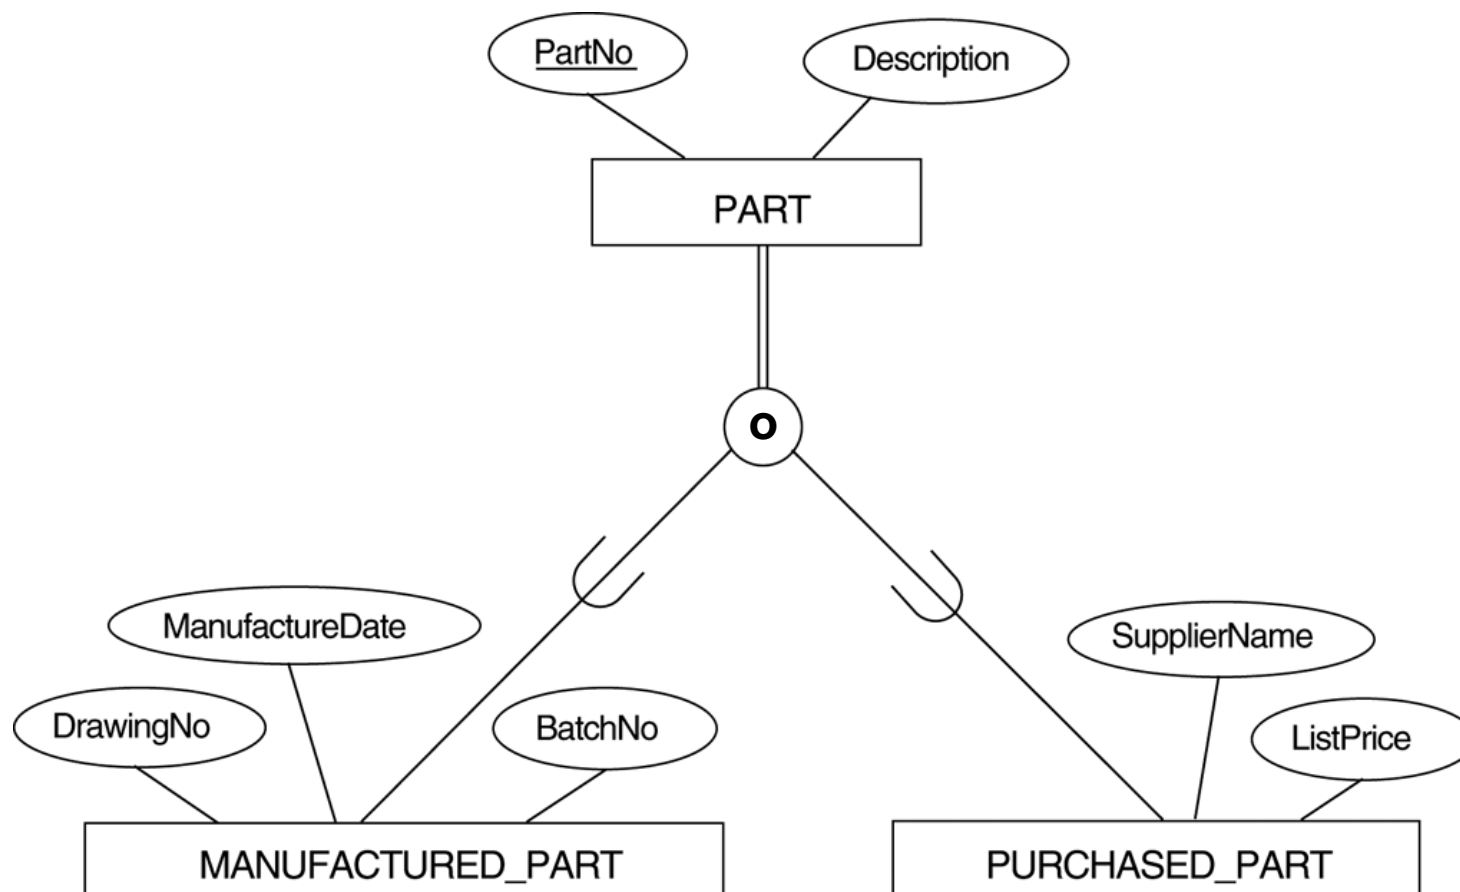 PartNo
Description
PART
o
ManufactureDate
SupplierName
DrawingNo
BatchNo
ListPrice
MANUFACTURED_PART
PURCHASED_PART